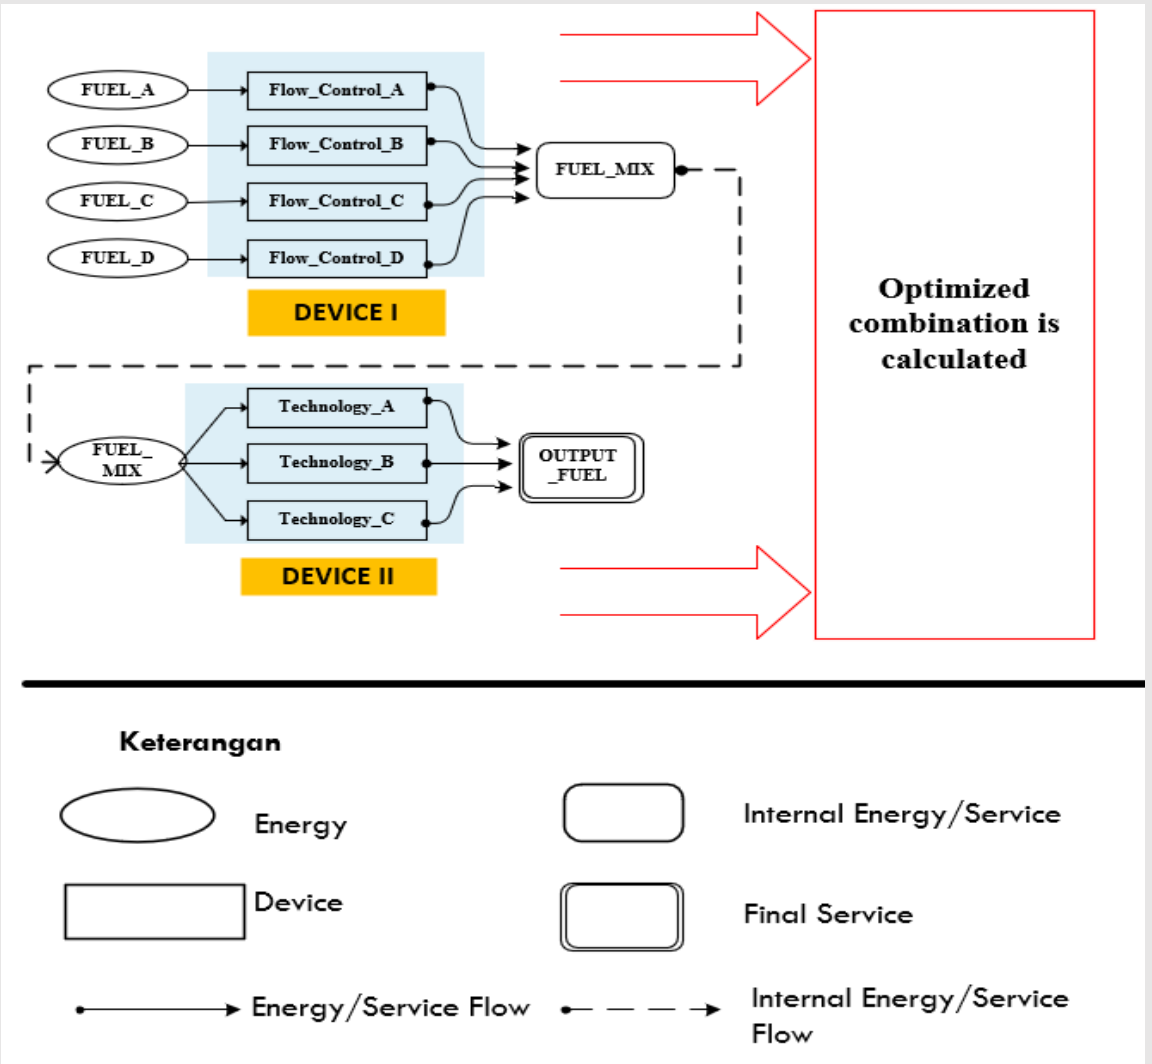 FUEL_A
Flow_Control_A
FUEL_B
Flow_Control_B
FUEL_C
Flow_Control_C
FUEL_D
Flow_Control_D
FUEL_MIX
DEVICE I
Optimized
combination is
calculated
FUEL_
MIX
Technology_A
Technology_B
Technology_C
OUTPUT
_FUEL
DEVICE II
Keterangan
Energy
Internal Energy/Service
Device
Final Service
Energy/Service Flow
Internal Energy/Service
Flow